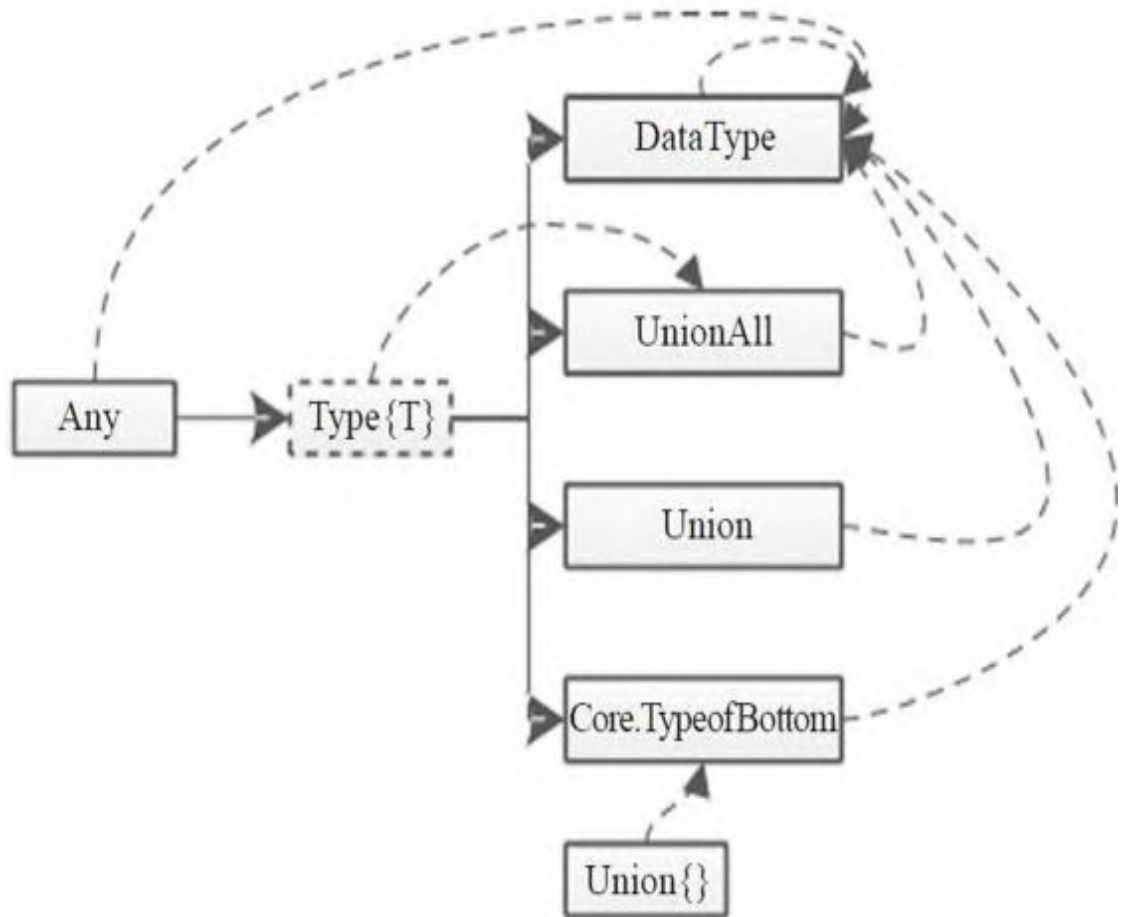 DataType
UnionAll
Any
Type{T}
Union
Core.TypeofBottom
Union{}